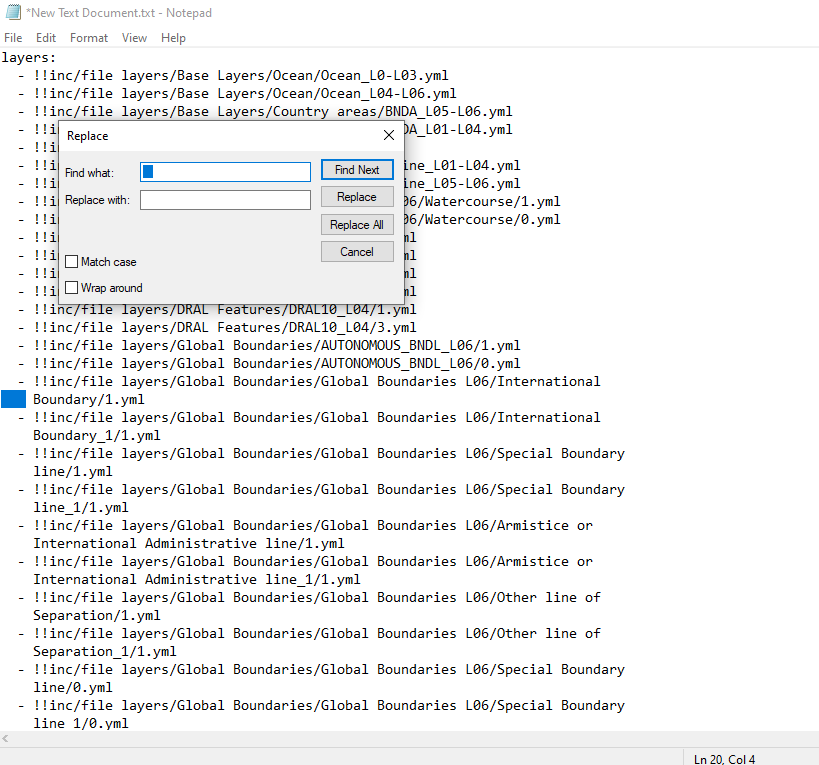 *New Text Document.txt - Notepad
File Edit Format View Help
layers:
- !!inc/file layers/Base Layers/Ocean/Ocean_L0-L03.yml
- !!inc/file layers/Base Layers/Ocean/Ocean_L04-L06.yml
- !!inc/file layers/Base Layers/Country areas/BNDA_L05-L06.yml
- !!in DA_L01-L04.yml
- !!in
- !!in ine_L01-L04.yml
- !!in ine_L05-L06.yml
- !!in 06/Watercourse/1.yml
- !!in 06/Watercourse/0.yml
- !!in ml
- !!in ml
- !!in ml
- !!in ml
Replace
Find what:
Find Next
Replace with:
Replace
Replace All
Cancel
Match case
Wrap around
- !!inc/file layers/DRAL Features/DRAL10_L04/1.yml
- !!inc/file layers/DRAL Features/DRAL10_L04/3.yml
- !!inc/file layers/Global Boundaries/AUTONOMOUS_BNDL_L06/1.yml
- !!inc/file layers/Global Boundaries/AUTONOMOUS_BNDL_L06/0.yml
- !!inc/file layers/Global Boundaries/Global Boundaries L06/International
Boundary/1.yml
- !!inc/file layers/Global Boundaries/Global Boundaries L06/International
Boundary_1/1.yml
- !!inc/file layers/Global Boundaries/Global Boundaries L06/Special Boundary
line/1.yml
- !!inc/file layers/Global Boundaries/Global Boundaries L06/Special Boundary
line_1/1.yml
- !!inc/file layers/Global Boundaries/Global Boundaries L06/Armistice or
International Administrative line/1.yml
- !!inc/file layers/Global Boundaries/Global Boundaries L06/Armistice or
International Administrative line_1/1.yml
- !!inc/file layers/Global Boundaries/Global Boundaries L06/Other line of
Separation/1.yml
- !!inc/file layers/Global Boundaries/Global Boundaries L06/Other line of
Separation_1/1.yml
- !!inc/file layers/Global Boundaries/Global Boundaries L06/Special Boundary
line/0.yml
- !!inc/file layers/Global Boundaries/Global Boundaries L06/Special Boundary
line_1/0.yml
Ln 20, Col 4